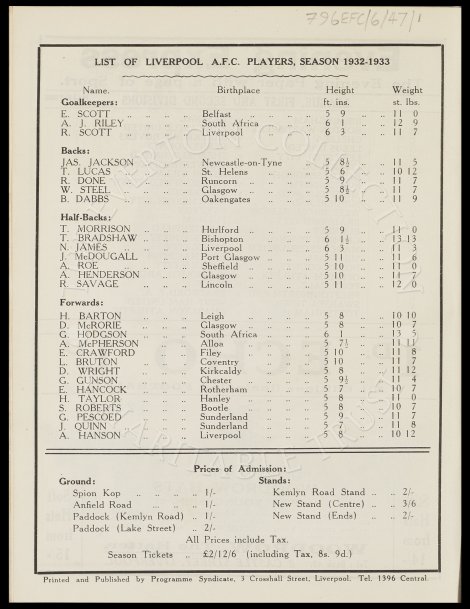 796EFC/6/47/1
LIST OF LIVERPOOL A.F.C. PLAYERS, SEASON 1932-1933
Name. Birthplace Height Weight
Goalkeepers: ft. ins. st. lbs.
E. SCOTT .. .. Belfast .. .. .. 5 9 .. .. 11 0
A. J. RILEY .. .. South Africa .. .. .. 6 1 .. .. 12 9
R. SCOTT .. .. Liverpool .. .. .. 6 3 .. .. 11 7
Backs:
JAS. JACKSON .. .. Newcastle-on-Tyne .. .. 5 8½ .. .. 11 5
T. LUCAS .. .. St. Helens .. .. .. 5 6 .. .. 10 12
R. DONE .. .. Runcorn .. .. .. 5 9 .. .. 11 7
W. STEEL .. .. Glasgow .. .. .. 5 8½ .. .. 11 7
B. DABBS .. .. Oakengates .. .. .. 5 10 .. .. 11 9
Half-Backs:
T. MORRISON .. .. Hurlford .. .. .. 5 9 .. .. 11 0
T. BRADSHAW .. .. Bishopton .. .. .. 6 1½ .. .. 13 13
N. JAMES .. .. Liverpool .. .. .. 6 3 .. .. 11 3
J. McDOUGALL .. .. Port Glasgow .. .. .. 5 11 .. .. 11 6
A. ROE .. .. Sheffield .. .. .. 5 10 .. .. 11 0
A. HENDERSON .. .. Glasgow .. .. .. 5 10 .. .. 11 7
R. SAVAGE .. .. Lincoln .. .. .. 5 11 .. .. 12 0
Forwards:
H. BARTON .. .. Leigh .. .. .. 5 8 .. .. 10 10
D. McRORIE .. .. Glasgow .. .. .. 5 8 .. .. 10 7
G. HODGSON .. .. South Africa .. .. .. 6 1 .. .. 13 5
A. McPHERSON .. .. Alloa .. .. .. 5 7½ .. .. 11 11
E. CRAWFORD .. .. Filey .. .. .. 5 10 .. .. 11 8
L. BRUTON .. .. Coventry .. .. .. 5 10 .. .. 11 7
D. WRIGHT .. .. Kirkcaldy .. .. .. 5 8 .. .. 11 12
G. GUNSON .. .. Chester .. .. .. 5 9½ .. .. 11 4
E. HANCOCK .. .. Rotherham .. .. .. 5 7 .. .. 10 7
H. TAYLOR .. .. Hanley .. .. .. 5 8 .. .. 11 0
S. ROBERTS .. .. Bootle .. .. .. 5 8 .. .. 10 7
G. PESCOED .. .. Sunderland .. .. .. 5 9 .. .. 11 7
J. QUINN .. .. Sunderland .. .. .. 5 7 .. .. 11 8
A. HANSON .. .. Liverpool .. .. .. 5 8 .. .. 10 12
Prices of Admission:
Ground: Stands:
Spion Kop .. .. .. 1/- Kemlyn Road Stand .. .. 2/-
Anfield Road .. .. 1/- New Stand (Centre) .. .. 3/6
Paddock (Kemlyn Road) .. 1/- New Stand (Ends) .. .. 2/-
Paddock (Lake Street) .. 2/-
All Prices include Tax.
Season Tickets .. £2/12/6 (including Tax, 8s. 9d.)
Printed and Published by Programme Syndicate, 3 Crosshall Street, Liverpool. Tel. 1396 Central.
EVERTON COLLECTION
CHARITABLE TRUST